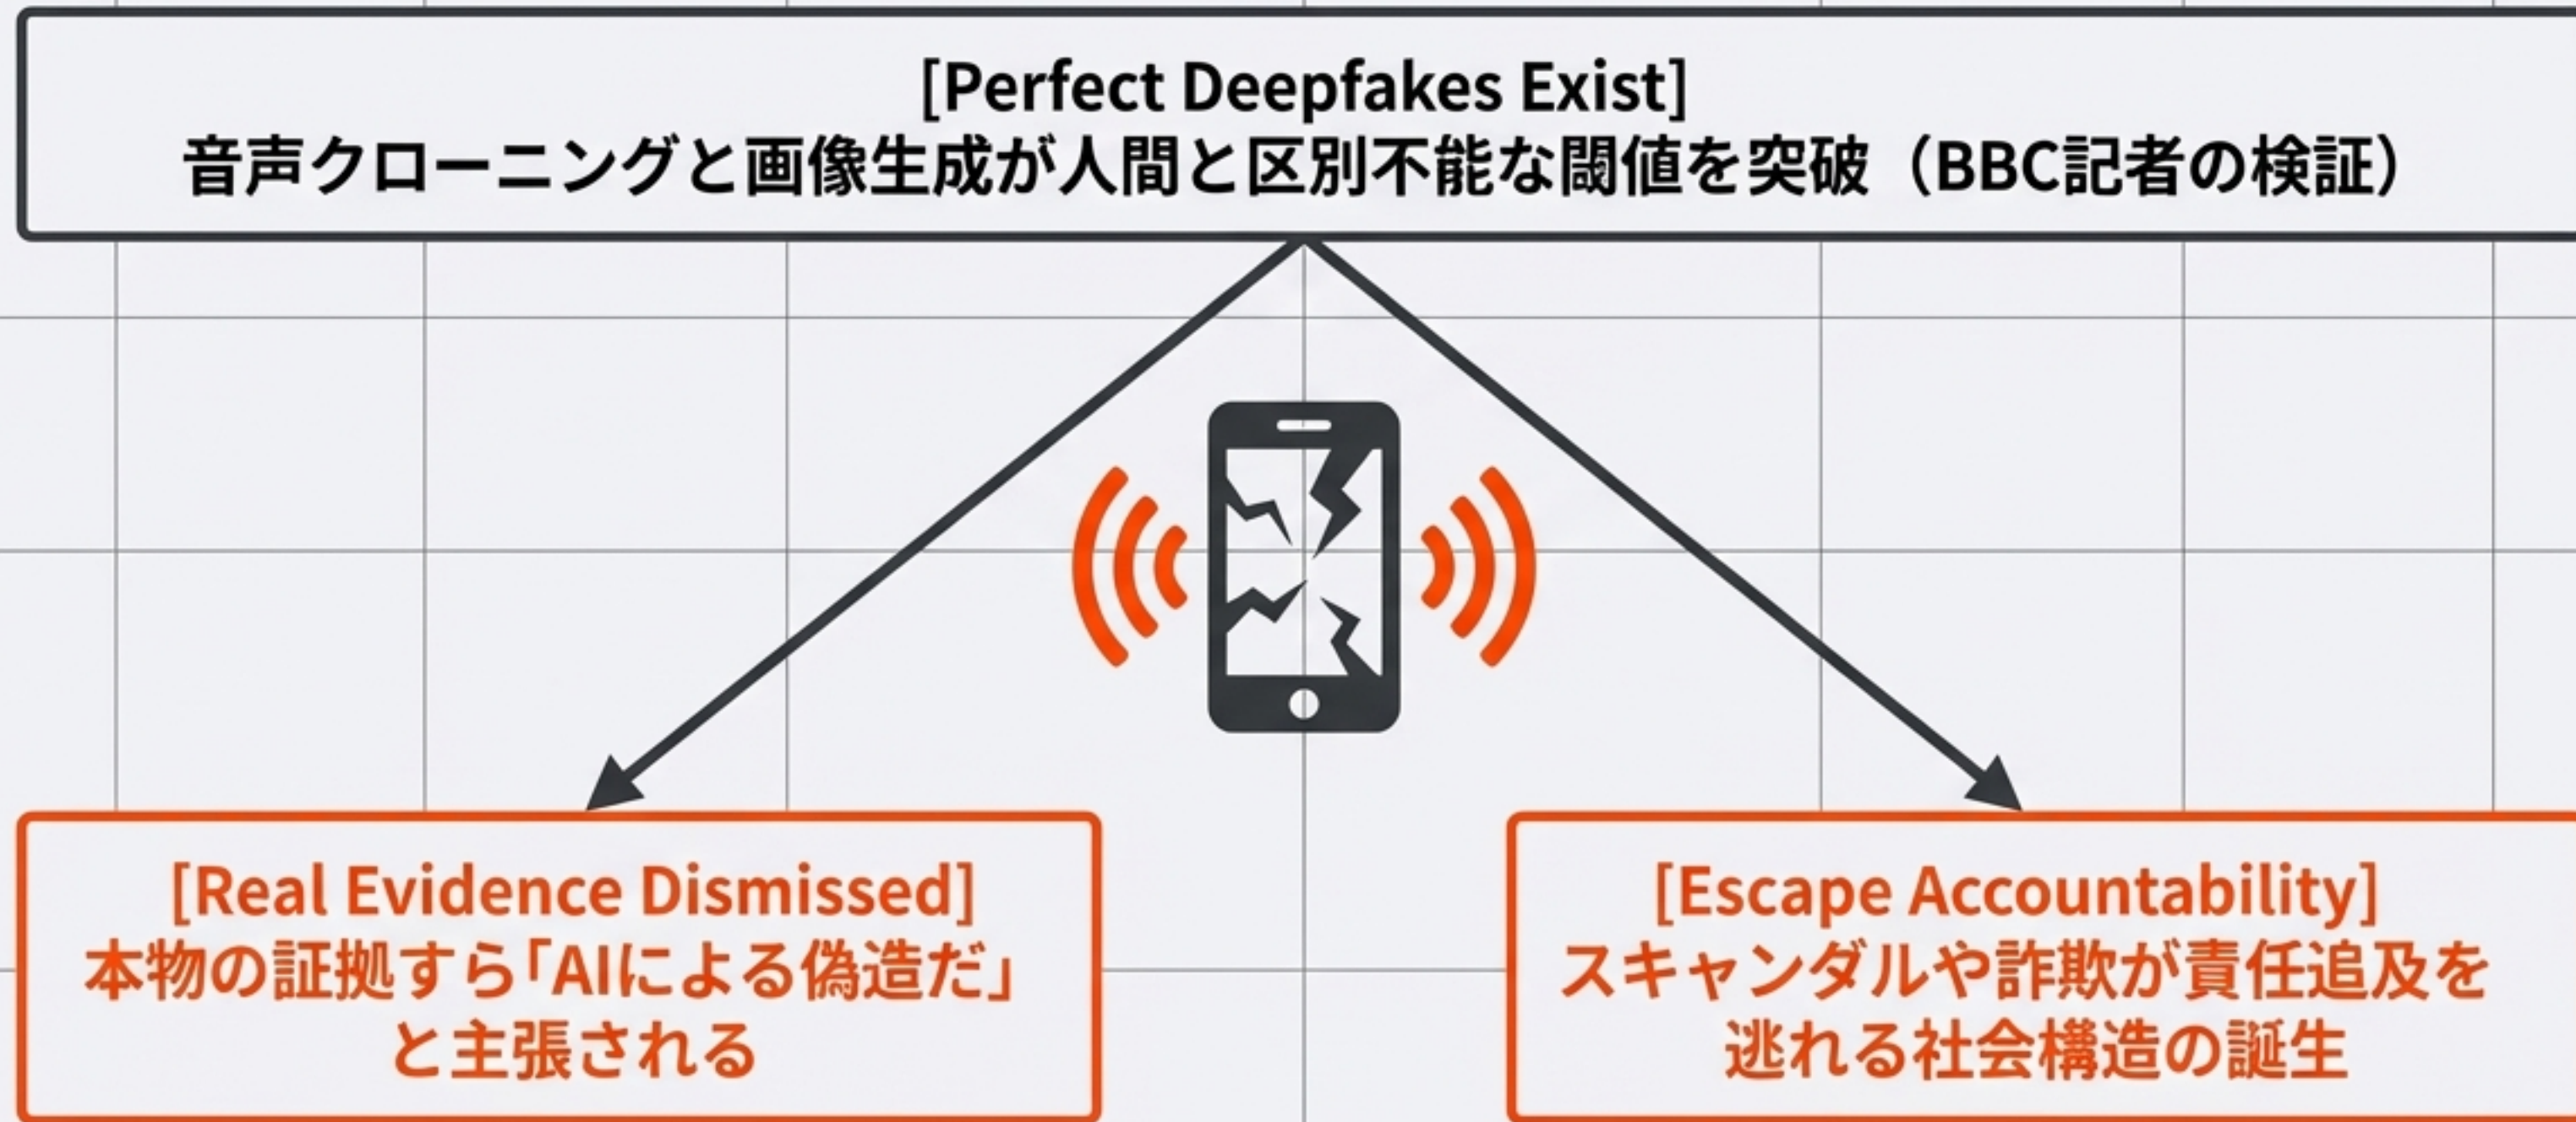 [Perfect Deepfakes Exist]
音声クローニングと画像生成が人間と区別不能な閾値を突破（BBC記者の検証）
[Real Evidence Dismissed]
本物の証拠すら「AIによる偽造だ」
と主張される
[Escape Accountability]
スキャンダルや詐欺が責任追及を
逃れる社会構造の誕生